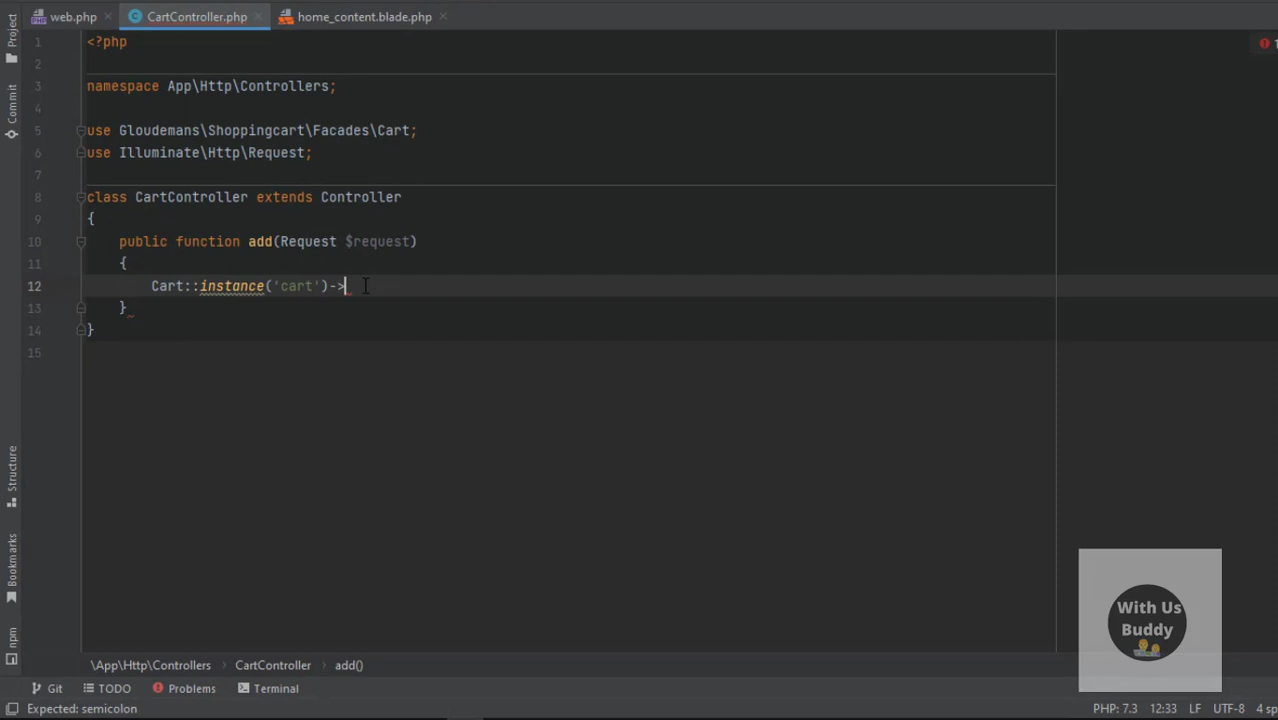 web.php
CartController.php
home_content.blade.php
Project
Commit
Structure
Bookmarks
npm
1 <?php
2
3 namespace App\Http\Controllers;
4
5 use Gloudemans\Shoppingcart\Facades\Cart;
6 use Illuminate\Http\Request;
7
8 class CartController extends Controller
9 {
10 public function add(Request $request)
11 {
12 Cart::instance('cart')->
13 }
14 }
15
With Us
Buddy
\App\Http\Controllers CartController add()
Git TODO Problems Terminal
Expected: semicolon PHP: 7.3 12:33 LF UTF-8 4 sp